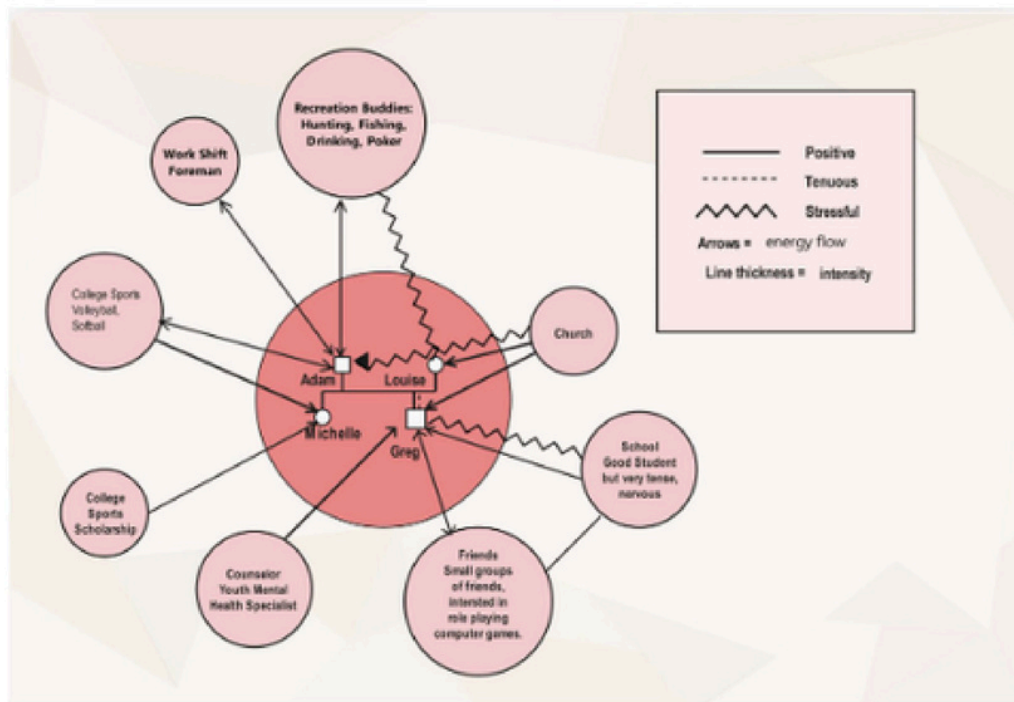 Recreation Buddies:
Hunting, Fishing,
Drinking, Poker
Work Shift
Foreman
Positive
Tenuous
Stressful
Arrows = energy flow
Line thickness = intensity
College Sports
Volleyball,
Softball
Church
Adam
Louise
Michelle
Greg
School
Good Student
but very tense,
nervous
College
Sports
Scholarship
Counselor
Youth Mental
Health Specialist
Friends
Small groups
of friends,
intersted in
role playing
computer games.